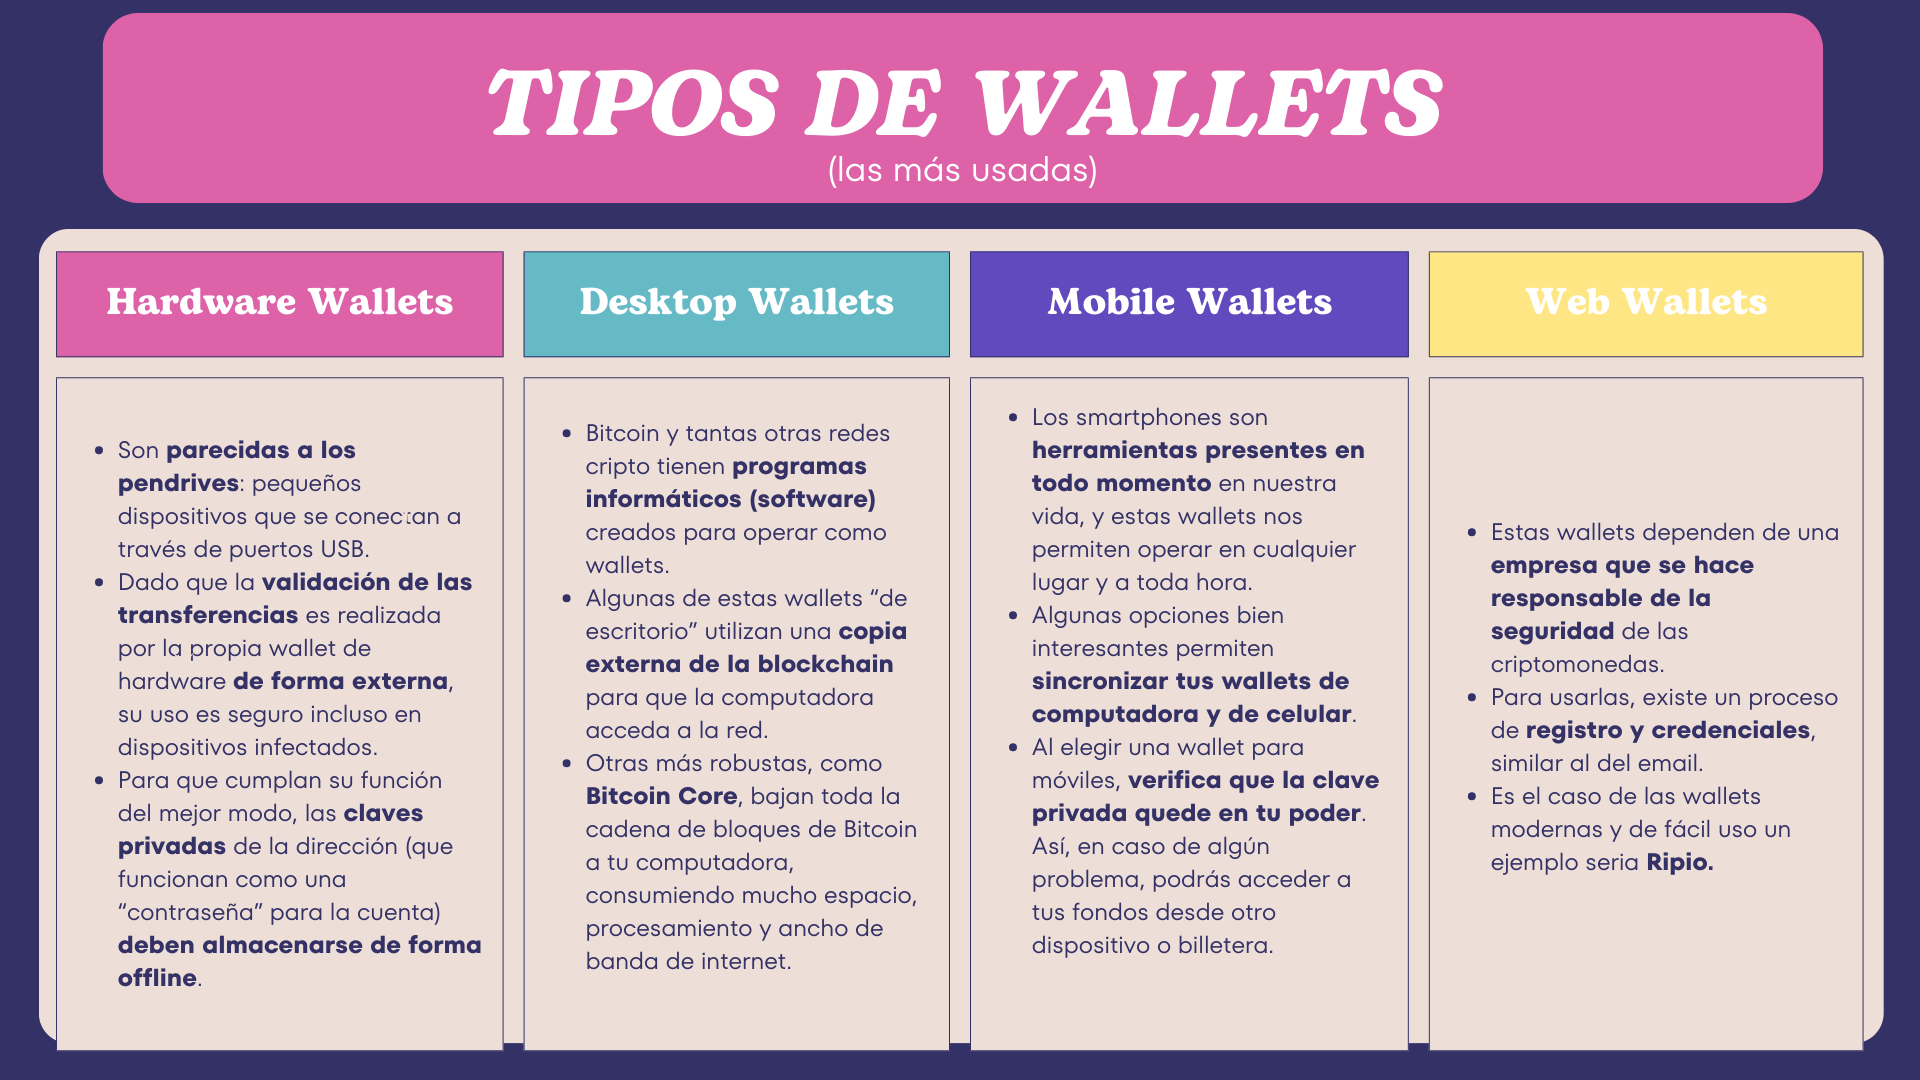 TIPOS DE WALLETS
(las más usadas)
Hardware Wallets
• Son parecidas a los
pendrives: pequeños
dispositivos que se conectan a
través de puertos USB.
• Dado que la validación de las
transferencias es realizada
por la propia wallet de
hardware de forma externa,
su uso es seguro incluso en
dispositivos infectados.
• Para que cumplan su función
del mejor modo, las claves
privadas de la dirección (que
funcionan como una
“contraseña” para la cuenta)
deben almacenarse de forma
offline.
Desktop Wallets
• Bitcoin y tantas otras redes
cripto tienen programas
informáticos (software)
creados para operar como
wallets.
• Algunas de estas wallets “de
escritorio” utilizan una copia
externa de la blockchain
para que la computadora
acceda a la red.
• Otras más robustas, como
Bitcoin Core, bajan toda la
cadena de bloques de Bitcoin
a tu computadora,
consumiendo mucho espacio,
procesamiento y ancho de
banda de internet.
Mobile Wallets
• Los smartphones son
herramientas presentes en
todo momento en nuestra
vida, y estas wallets nos
permiten operar en cualquier
lugar y a toda hora.
• Algunas opciones bien
interesantes permiten
sincronizar tus wallets de
computadora y de celular.
• Al elegir una wallet para
móviles, verifica que la clave
privada quede en tu poder.
Así, en caso de algún
problema, podrás acceder a
tus fondos desde otro
dispositivo o billetera.
Web Wallets
• Estas wallets dependen de una
empresa que se hace
responsable de la
seguridad de las
criptomonedas.
• Para usarlas, existe un proceso
de registro y credenciales,
similar al del email.
• Es el caso de las wallets
modernas y de fácil uso un
ejemplo seria Ripio.